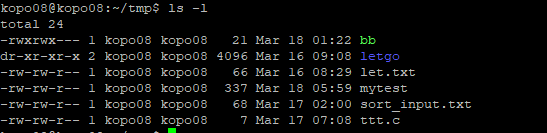 kopo08@kopo08:~/tmp$ ls -l
total 24
-rwxrwx--- 1 kopo08 kopo08 21 Mar 18 01:22 bb
dr-xr-xr-x 2 kopo08 kopo08 4096 Mar 16 09:08 letgo
-rw-rw-r-- 1 kopo08 kopo08 66 Mar 16 08:29 let.txt
-rw-rw-r-- 1 kopo08 kopo08 337 Mar 18 05:59 mytest
-rw-rw-r-- 1 kopo08 kopo08 68 Mar 17 02:00 sort_input.txt
-rw-rw-r-- 1 kopo08 kopo08 7 Mar 17 07:08 ttt.c